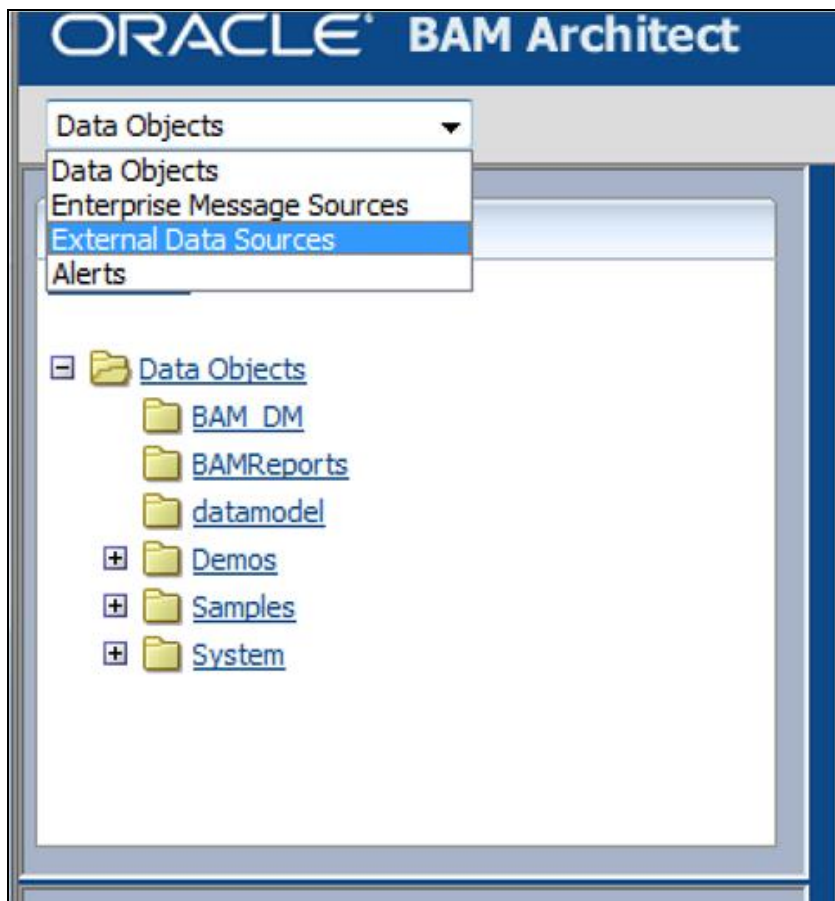 ORACLE BAM Architect
Data Objects
Data Objects
Enterprise Message Sources
External Data Sources
Alerts
Data Objects
BAM_DM
BAMReports
datamodel
Demos
Samples
System